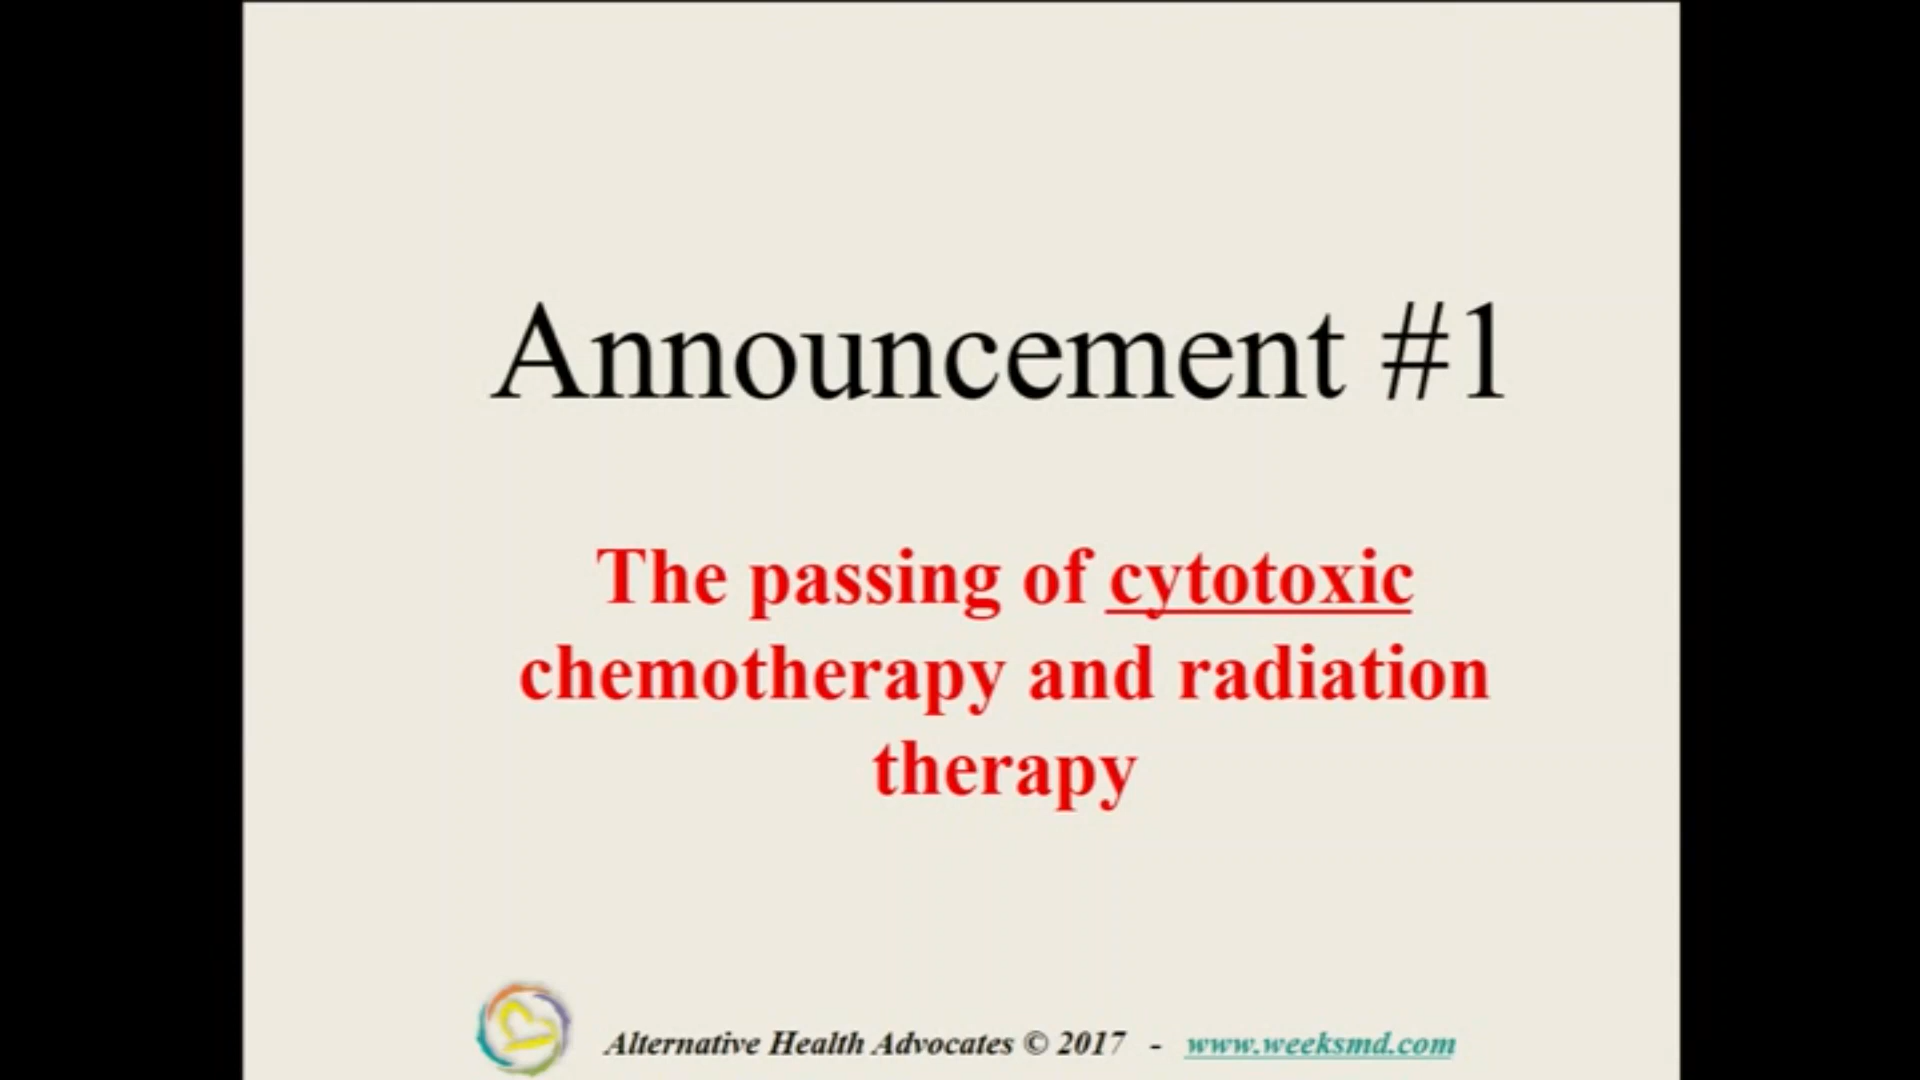 Announcement #1
The passing of cytotoxic
chemotherapy and radiation
therapy
Alternative Health Advocates © 2017 - www.weeksmd.com